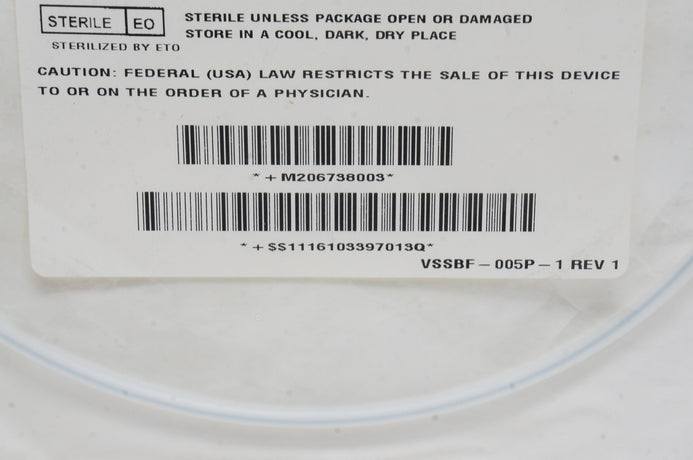 STERILE EO STERILE UNLESS PACKAGE OPEN OR DAMAGED
STORE IN A COOL, DARK, DRY PLACE
STERILIZED BY ETO
CAUTION: FEDERAL (USA) LAW RESTRICTS THE SALE OF THIS DEVICE
TO OR ON THE ORDER OF A PHYSICIAN.
*+M206738003*
*+$$1116103397013Q*
VSSBF-005P-1 REV 1